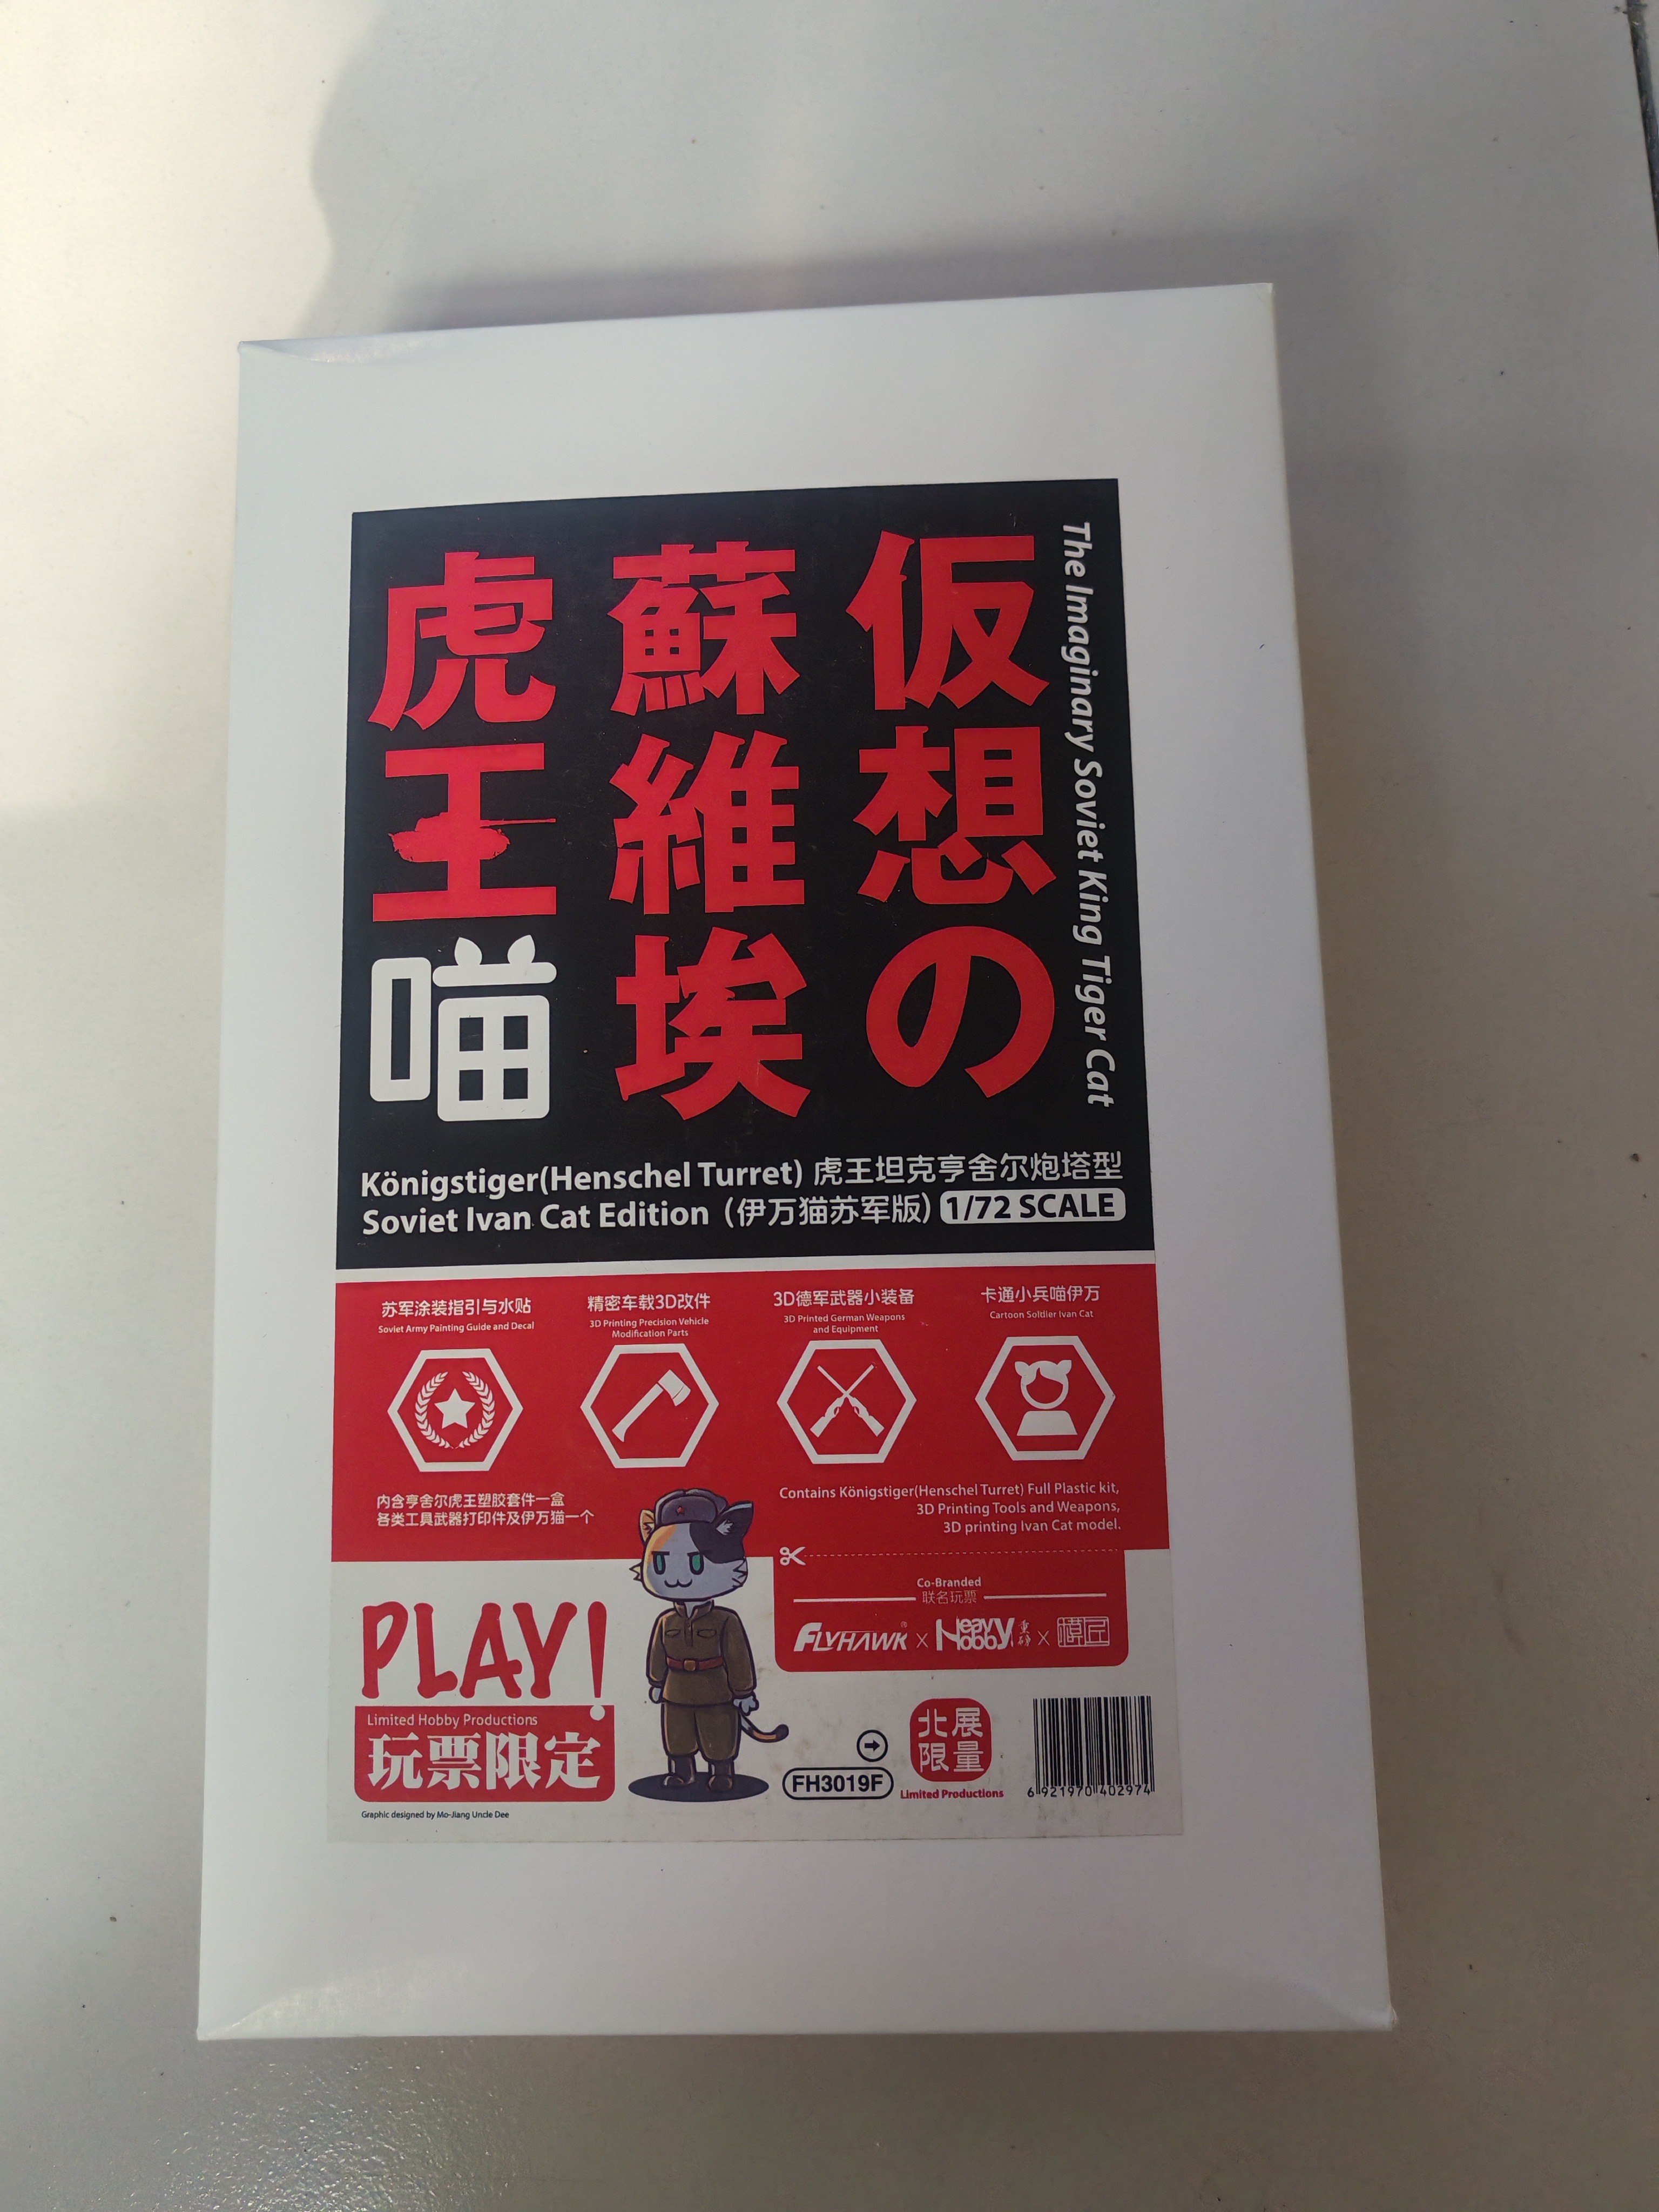 仮想の
蘇維埃
虎王喵
The Imaginary Soviet King Tiger Cat
Königstiger(Henschel Turret) 虎王坦克亨舍尔炮塔型
Soviet Ivan Cat Edition（伊万猫苏军版）1/72 SCALE
苏军涂装指引与水贴
Soviet Army Painting Guide and Decal
精密车载3D改件
3D Printing Precision Vehicle
Modification Parts
3D德军武器小装备
3D Printed German Weapons
and Equipment
卡通小兵喵伊万
Cartoon Soldier Ivan Cat
内含亨舍尔虎王塑胶套件一盒
各类工具武器打印件及伊万猫一个
Contains Königstiger(Henschel Turret) Full Plastic kit,
3D Printing Tools and Weapons,
3D printing Ivan Cat model.
Co-Branded
联名玩票
FLYHAWK X Heavy Hobby X
PLAY!
Limited Hobby Productions
玩票限定
Graphic designed by Mo-Jiang Uncle Dee
FH3019F
北展
限量
Limited Productions
6 921970 402974